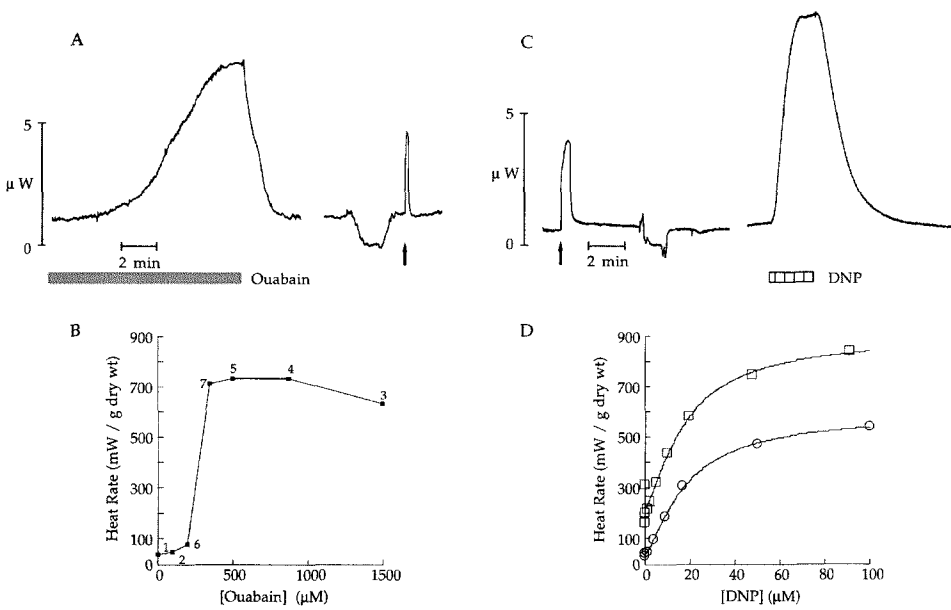 A
5
μ W
0
2 min
Ouabain
C
5
μ W
0
2 min
DNP
B
Heat Rate (mW / g dry wt)
900
700
500
300
100
0
1
2
6
7
5
4
3
0 500 1000 1500
[Ouabain] (μM)
D
Heat Rate (mW / g dry wt)
900
700
500
300
100
0
0 20 40 60 80 100
[DNP] (μM)